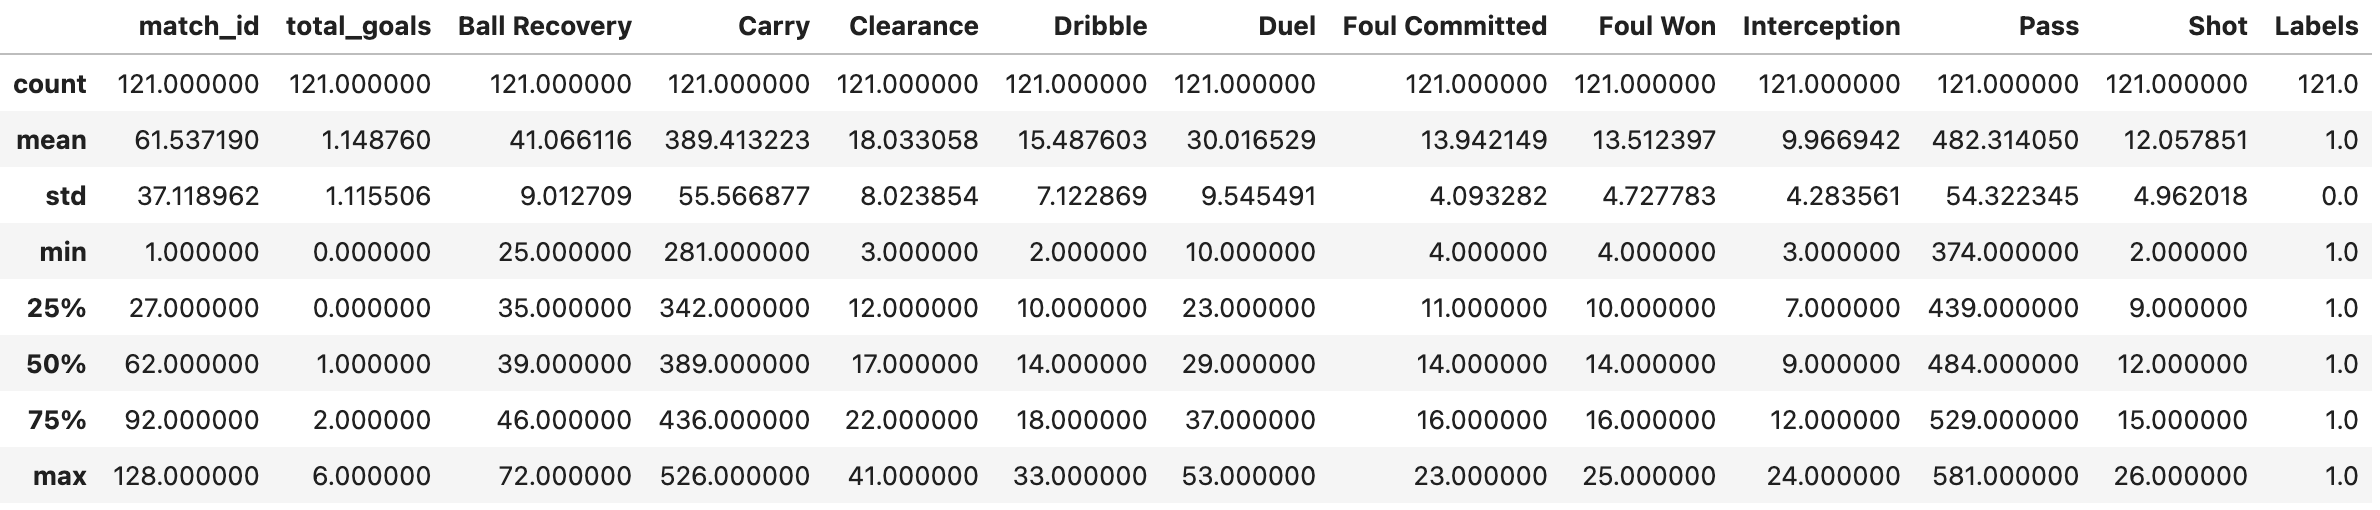 match_id total_goals Ball Recovery Carry Clearance Dribble Duel Foul Committed Foul Won Interception Pass Shot Labels
count 121.000000 121.000000 121.000000 121.000000 121.000000 121.000000 121.000000 121.000000 121.000000 121.000000 121.000000 121.000000 121.0
mean 61.537190 1.148760 41.066116 389.413223 18.033058 15.487603 30.016529 13.942149 13.512397 9.966942 482.314050 12.057851 1.0
std 37.118962 1.115506 9.012709 55.566877 8.023854 7.122869 9.545491 4.093282 4.727783 4.283561 54.322345 4.962018 0.0
min 1.000000 0.000000 25.000000 281.000000 3.000000 2.000000 10.000000 4.000000 4.000000 3.000000 374.000000 2.000000 1.0
25% 27.000000 0.000000 35.000000 342.000000 12.000000 10.000000 23.000000 11.000000 10.000000 7.000000 439.000000 9.000000 1.0
50% 62.000000 1.000000 39.000000 389.000000 17.000000 14.000000 29.000000 14.000000 14.000000 9.000000 484.000000 12.000000 1.0
75% 92.000000 2.000000 46.000000 436.000000 22.000000 18.000000 37.000000 16.000000 16.000000 12.000000 529.000000 15.000000 1.0
max 128.000000 6.000000 72.000000 526.000000 41.000000 33.000000 53.000000 23.000000 25.000000 24.000000 581.000000 26.000000 1.0